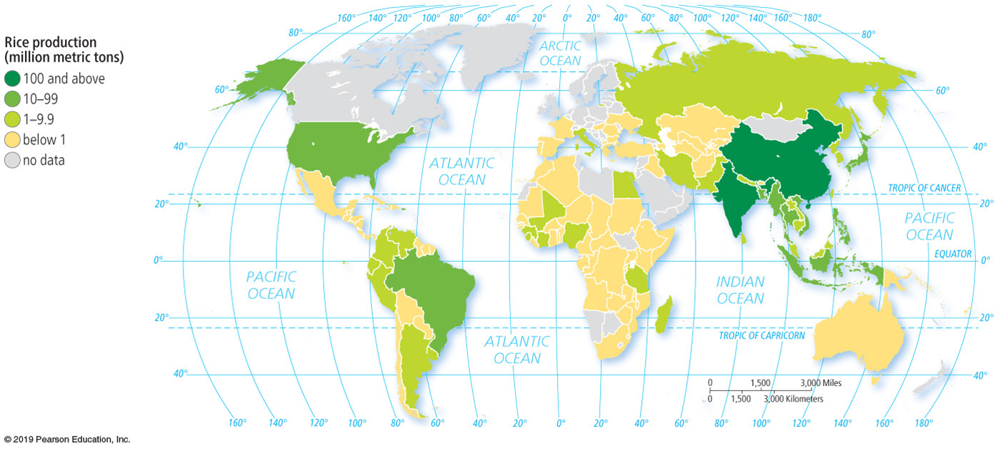 160° 140° 120° 100° 80° 60° 40° 20° 0° 20° 40° 60° 80° 100° 120° 140° 160° 180°
80°
80°
Rice production
(million metric tons)
100 and above
10–99
1–9.9
below 1
no data
ARCTIC
OCEAN
60°
60°
40°
40°
ATLANTIC
OCEAN
TROPIC OF CANCER
20°
20°
PACIFIC
OCEAN
EQUATOR
0°
0°
PACIFIC
OCEAN
INDIAN
OCEAN
20°
20°
TROPIC OF CAPRICORN
ATLANTIC
OCEAN
40°
40°
0 1,500 3,000 Miles
0 1,500 3,000 Kilometers
160° 140° 120° 100° 80° 60° 40° 20° 0° 20° 40° 60° 80° 100° 120° 140° 160° 180°
© 2019 Pearson Education, Inc.